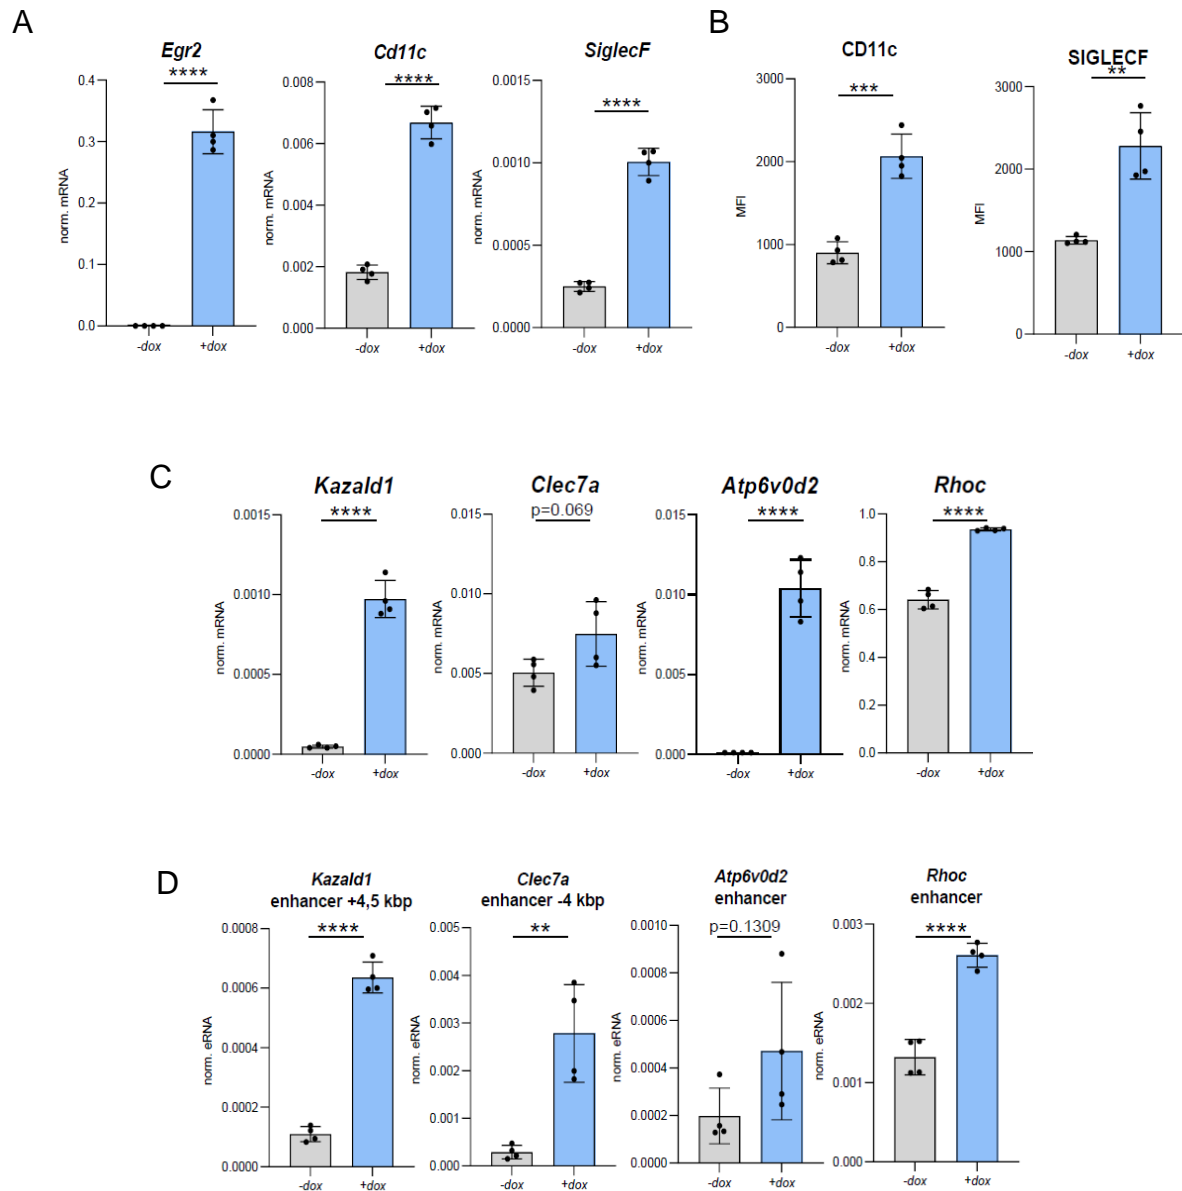 A
B
Egr2
Cd11c
SiglecF
CD11c
SIGLECF
****
****
****
***
**
norm. mRNA
0.4
0.3
0.2
0.1
0.0
-dox
+dox
norm. mRNA
0.008
0.006
0.004
0.002
0.000
-dox
+dox
norm. mRNA
0.0015
0.0010
0.0005
0.0000
-dox
+dox
MFI
3000
2000
1000
0
-dox
+dox
MFI
3000
2000
1000
0
-dox
+dox
C
Kazald1
Clec7a
Atp6v0d2
Rhoc
****
p=0.069
****
****
norm. mRNA
0.0015
0.0010
0.0005
0.0000
-dox
+dox
norm. mRNA
0.015
0.010
0.005
0.000
-dox
+dox
norm. mRNA
0.015
0.010
0.005
0.000
-dox
+dox
norm. mRNA
1.0
0.8
0.6
0.4
0.2
0.0
-dox
+dox
D
Kazald1
enhancer +4,5 kbp
Clec7a
enhancer -4 kbp
Atp6v0d2
enhancer
Rhoc
enhancer
****
**
p=0.1309
****
norm. eRNA
0.0008
0.0006
0.0004
0.0002
0.0000
-dox
+dox
norm. eRNA
0.005
0.004
0.003
0.002
0.001
0.000
-dox
+dox
norm. eRNA
0.0010
0.0008
0.0006
0.0004
0.0002
0.0000
-dox
+dox
norm. eRNA
0.003
0.002
0.001
0.000
-dox
+dox